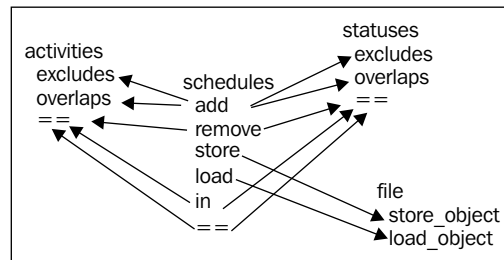 activities
excludes
overlaps
==
schedules
add
remove
store
load
in
==
statuses
excludes
overlaps
==
file
store_object
load_object